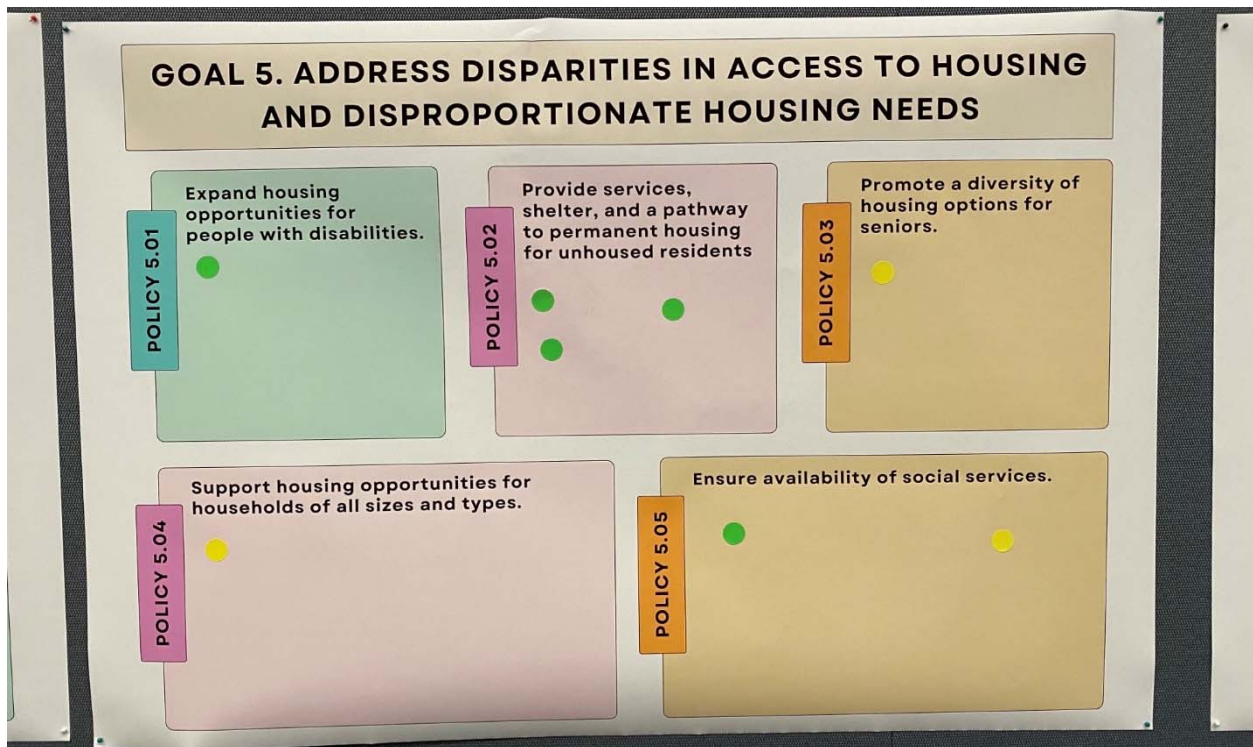 GOAL 5. ADDRESS DISPARITIES IN ACCESS TO HOUSING
AND DISPROPORTIONATE HOUSING NEEDS
POLICY 5.01
Expand housing
opportunities for
people with disabilities.
POLICY 5.02
Provide services,
shelter, and a pathway
to permanent housing
for unhoused residents
POLICY 5.03
Promote a diversity of
housing options for
seniors.
POLICY 5.04
Support housing opportunities for
households of all sizes and types.
POLICY 5.05
Ensure availability of social services.